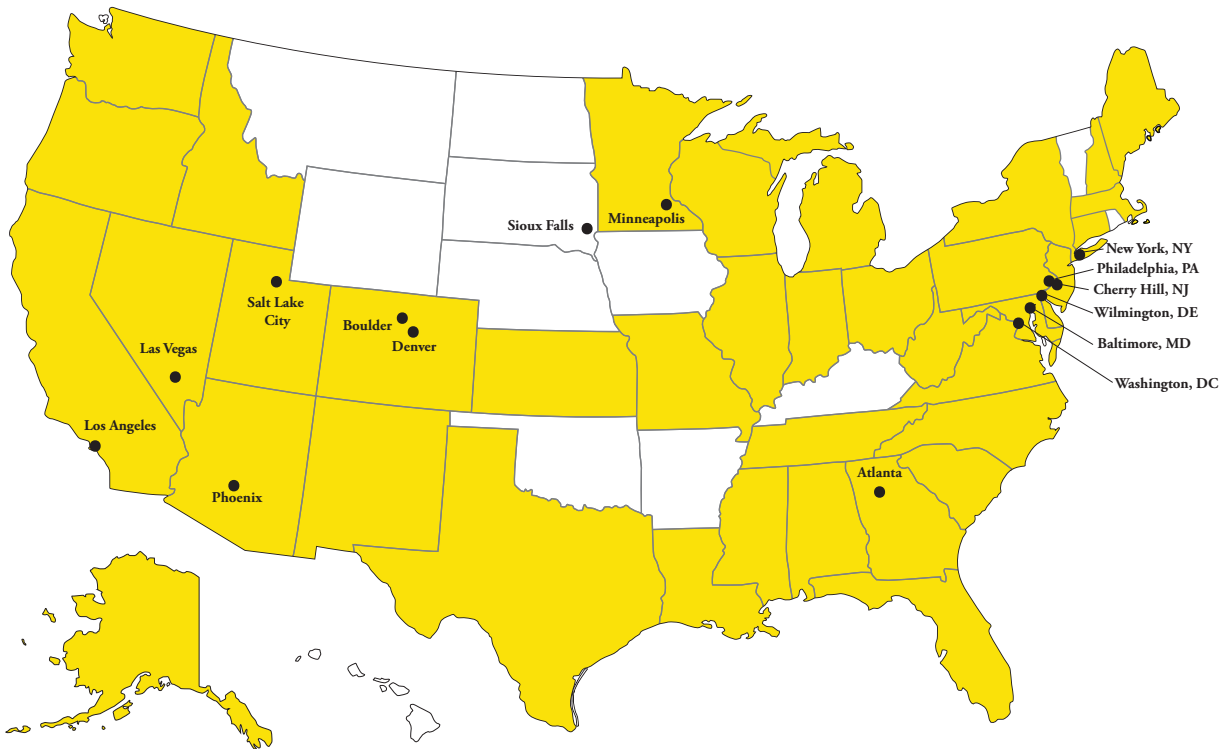 Minneapolis
Sioux Falls
New York, NY
Philadelphia, PA
Cherry Hill, NJ
Wilmington, DE
Baltimore, MD
Washington, DC
Salt Lake
City
Boulder
Denver
Las Vegas
Los Angeles
Phoenix
Atlanta